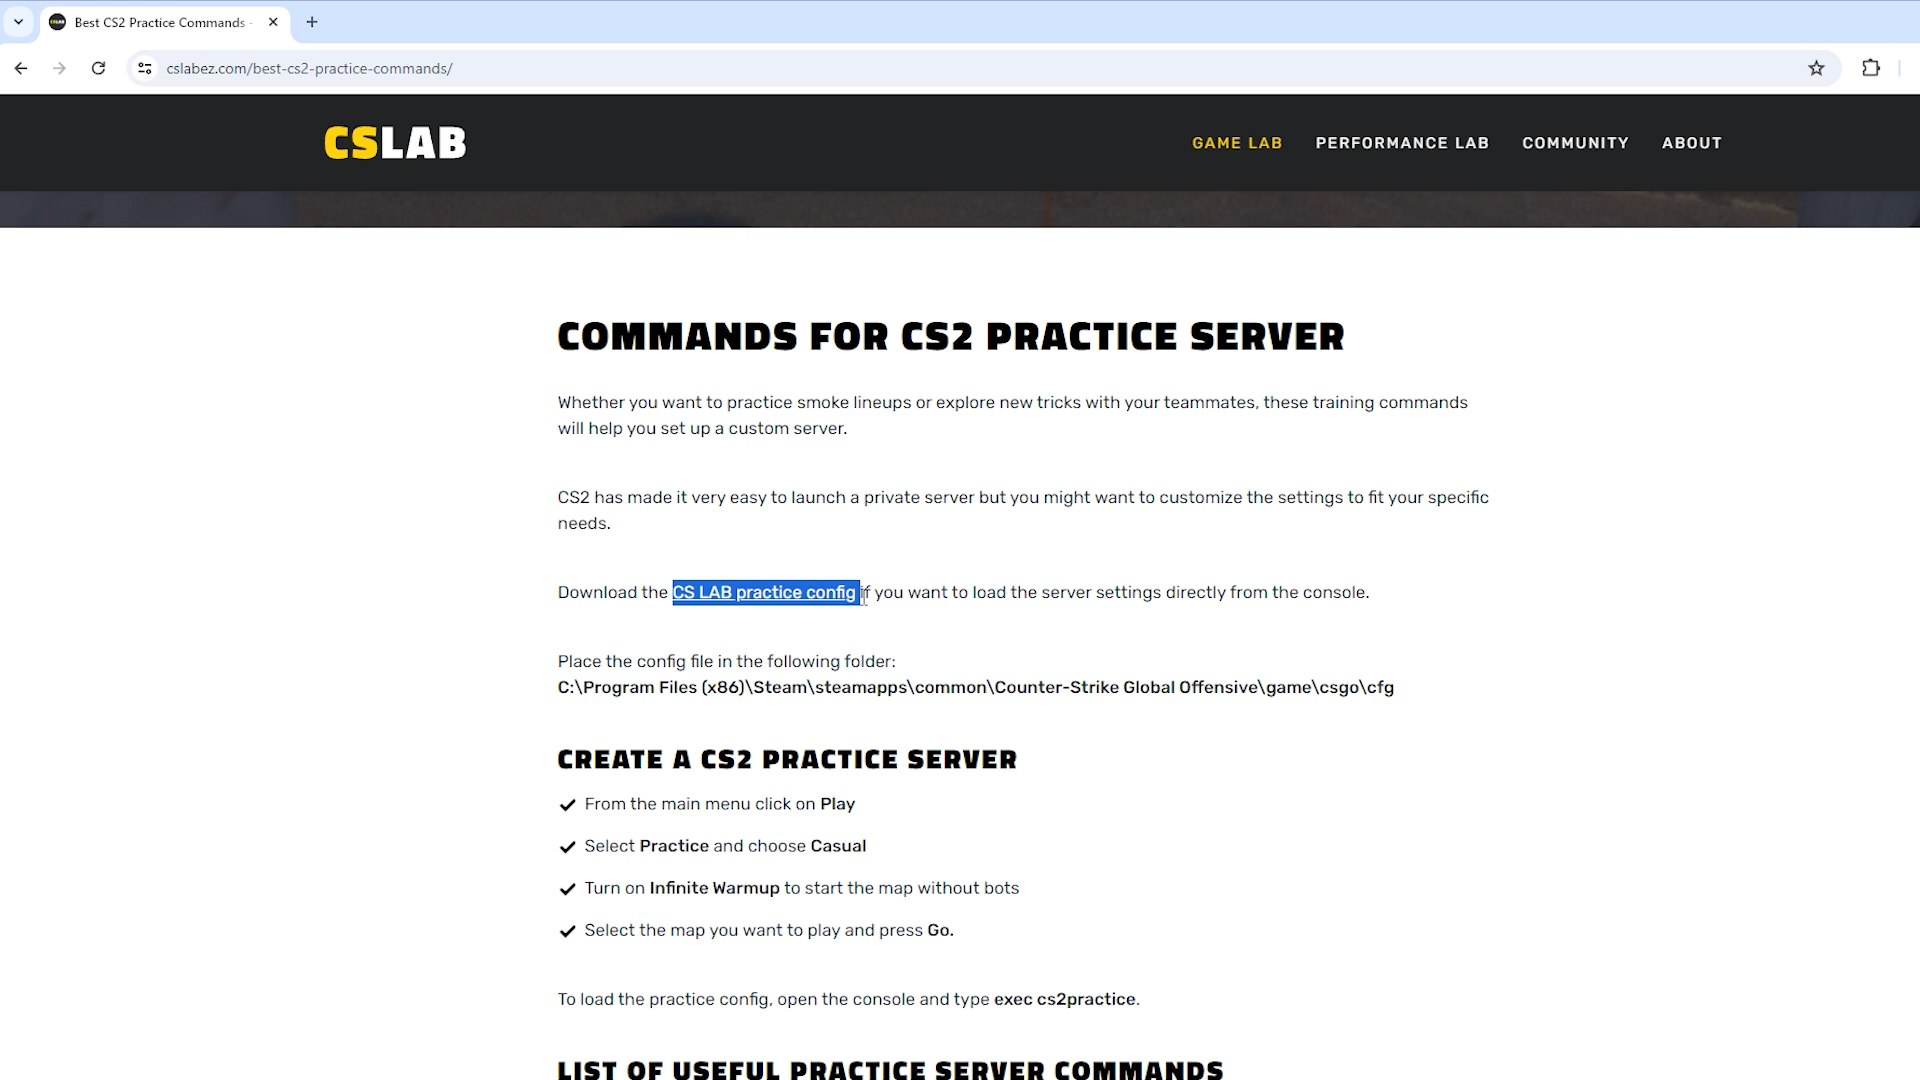 Best CS2 Practice Commands
cslabez.com/best-cs2-practice-commands/
CSLAB
GAME LAB
PERFORMANCE LAB
COMMUNITY
ABOUT
COMMANDS FOR CS2 PRACTICE SERVER
Whether you want to practice smoke lineups or explore new tricks with your teammates, these training commands
will help you set up a custom server.
CS2 has made it very easy to launch a private server but you might want to customize the settings to fit your specific
needs.
Download the CS LAB practice config if you want to load the server settings directly from the console.
Place the config file in the following folder:
C:\Program Files (x86)\Steam\steamapps\common\Counter-Strike Global Offensive\game\csgo\cfg
CREATE A CS2 PRACTICE SERVER
From the main menu click on Play
Select Practice and choose Casual
Turn on Infinite Warmup to start the map without bots
Select the map you want to play and press Go.
To load the practice config, open the console and type exec cs2practice.
LIST OF USEFUL PRACTICE SERVER COMMANDS